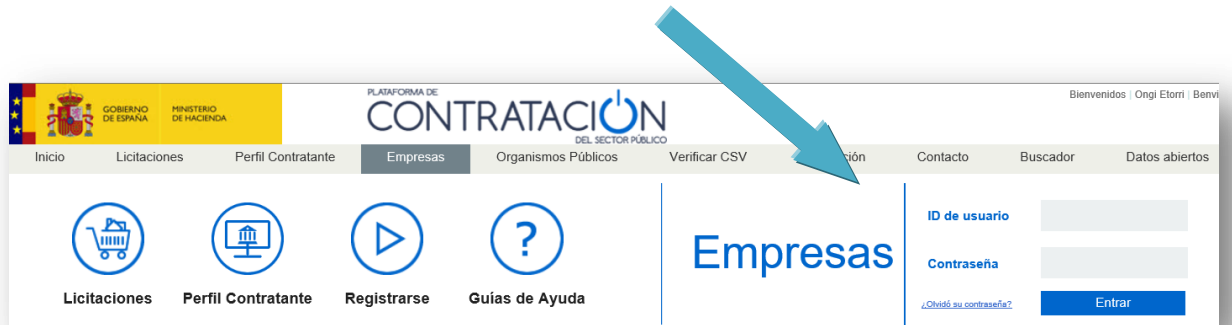 GOBIERNO DE ESPAÑA
MINISTERIO DE HACIENDA
PLATAFORMA DE
CONTRATACIÓN
DEL SECTOR PÚBLICO
Bienvenidos | Ongi Etorri | Benvi
Inicio Licitaciones Perfil Contratante Empresas Organismos Públicos Verificar CSV Contacto Buscador Datos abiertos
Empresas
ID de usuario
Contraseña
¿Olvidó su contraseña? Entrar
Licitaciones Perfil Contratante Registrarse Guías de Ayuda